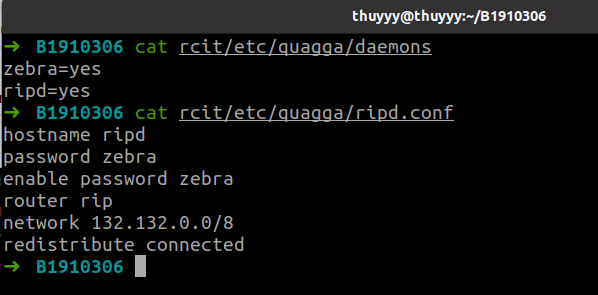 thuyyy@thuyyy:~/B1910306
➜ B1910306 cat rcit/etc/quagga/daemons
zebra=yes
ripd=yes
➜ B1910306 cat rcit/etc/quagga/ripd.conf
hostname ripd
password zebra
enable password zebra
router rip
network 132.132.0.0/8
redistribute connected
➜ B1910306